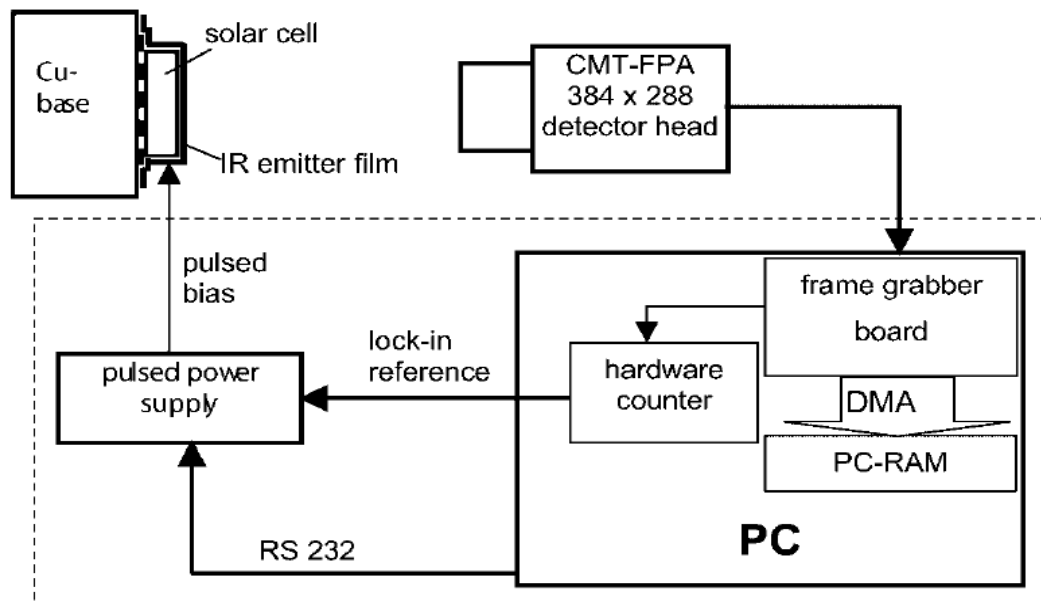 solar cell
Cu-
base
IR emitter film
CMT-FPA
384 x 288
detector head
pulsed
bias
frame grabber
board
lock-in
reference
hardware
counter
pulsed power
supply
DMA
PC-RAM
PC
RS 232